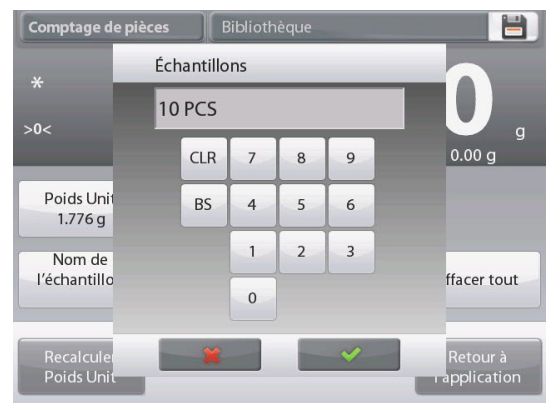 Comptage de pièces
Bibliothèque
Échantillons
*
>0<
10 PCS
0 g
0.00 g
CLR 7 8 9
BS 4 5 6
1 2 3
0
Poids Unit
1.776 g
Nom de
l'échantillo
ffacer tout
Recalcule
Poids Unit
Retour à
l'application